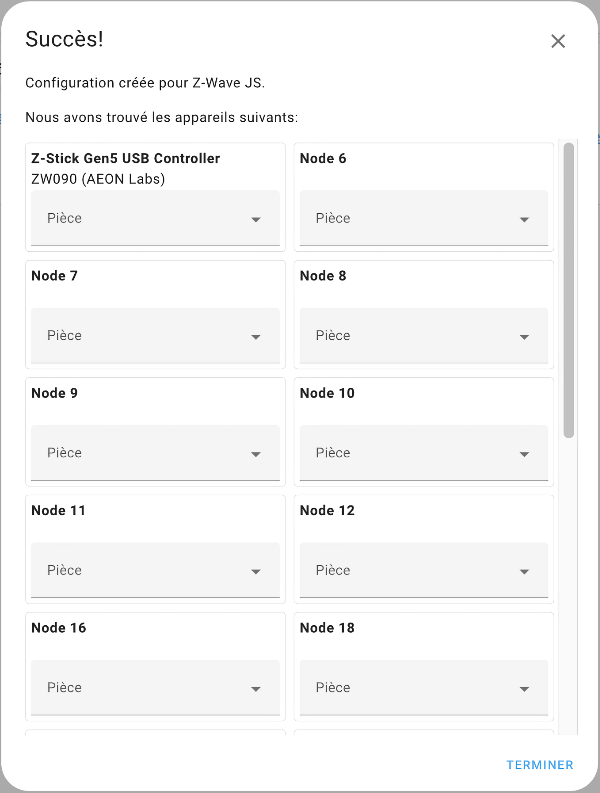 Succès!
Configuration créée pour Z-Wave JS.
Nous avons trouvé les appareils suivants:
Z-Stick Gen5 USB Controller
ZW090 (AEON Labs)
Pièce
Node 6
Pièce
Node 7
Pièce
Node 8
Pièce
Node 9
Pièce
Node 10
Pièce
Node 11
Pièce
Node 12
Pièce
Node 16
Pièce
Node 18
Pièce
TERMINER